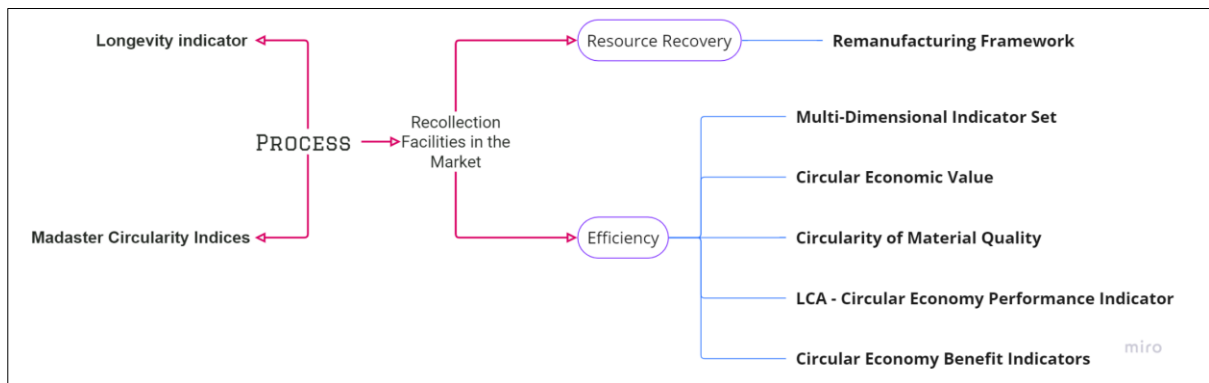 Longevity indicator
PROCESS
Madaster Circularity Indices
Recollection
Facilities in the
Market
Resource Recovery
Remanufacturing Framework
Efficiency
Multi-Dimensional Indicator Set
Circular Economic Value
Circularity of Material Quality
LCA - Circular Economy Performance Indicator
Circular Economy Benefit Indicators
miro